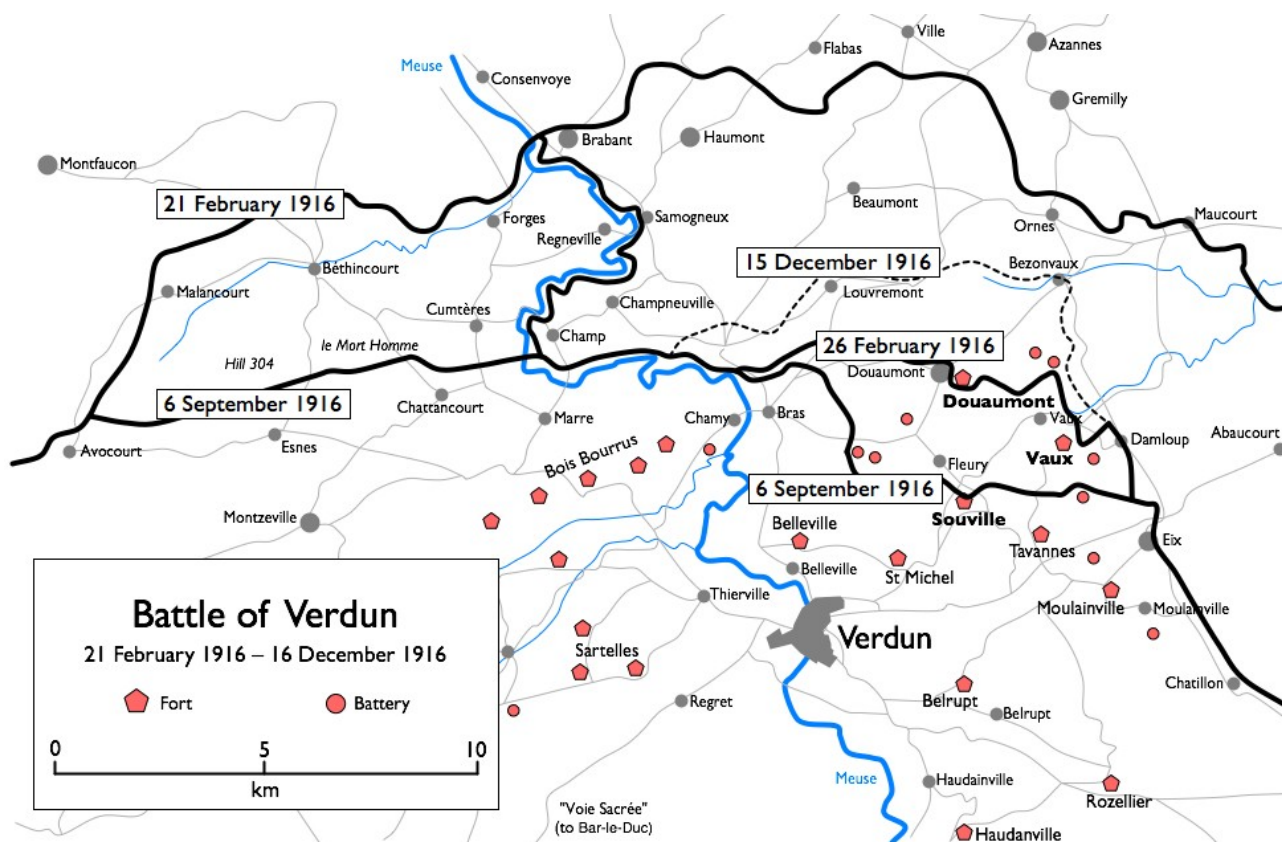 Ville
Flabas
Azannes
Meuse
Consenvoye
Gremilly
Brabant
Haumont
Montfaucon
21 February 1916
Beaumont
Forges
Samogneux
Maucourt
Regneville
Ornes
15 December 1916
Bezonvaux
Béthincourt
Malancourt
Louvremont
Champneuville
Cumtères
Champ
le Mort Homme
26 February 1916
Hill 304
Douaumont
6 September 1916
Chattancourt
Douaumont
Marre
Chamy
Bras
Vaux
Avocourt
Esnes
Damloup
Abaucourt
Bois Bourrus
Vaux
Fleury
6 September 1916
Montzeville
Souville
Belleville
Tavannes
Eix
Belleville
St Michel
Thierville
Moulainville
Moulainville
Battle of Verdun
Verdun
21 February 1916 – 16 December 1916
Sartelles
Fort
Battery
Chatillon
Regret
Belrupt
Belrupt
0 5 10
km
Meuse
Haudainville
Rozellier
"Voie Sacrée"
(to Bar-le-Duc)
Haudanville